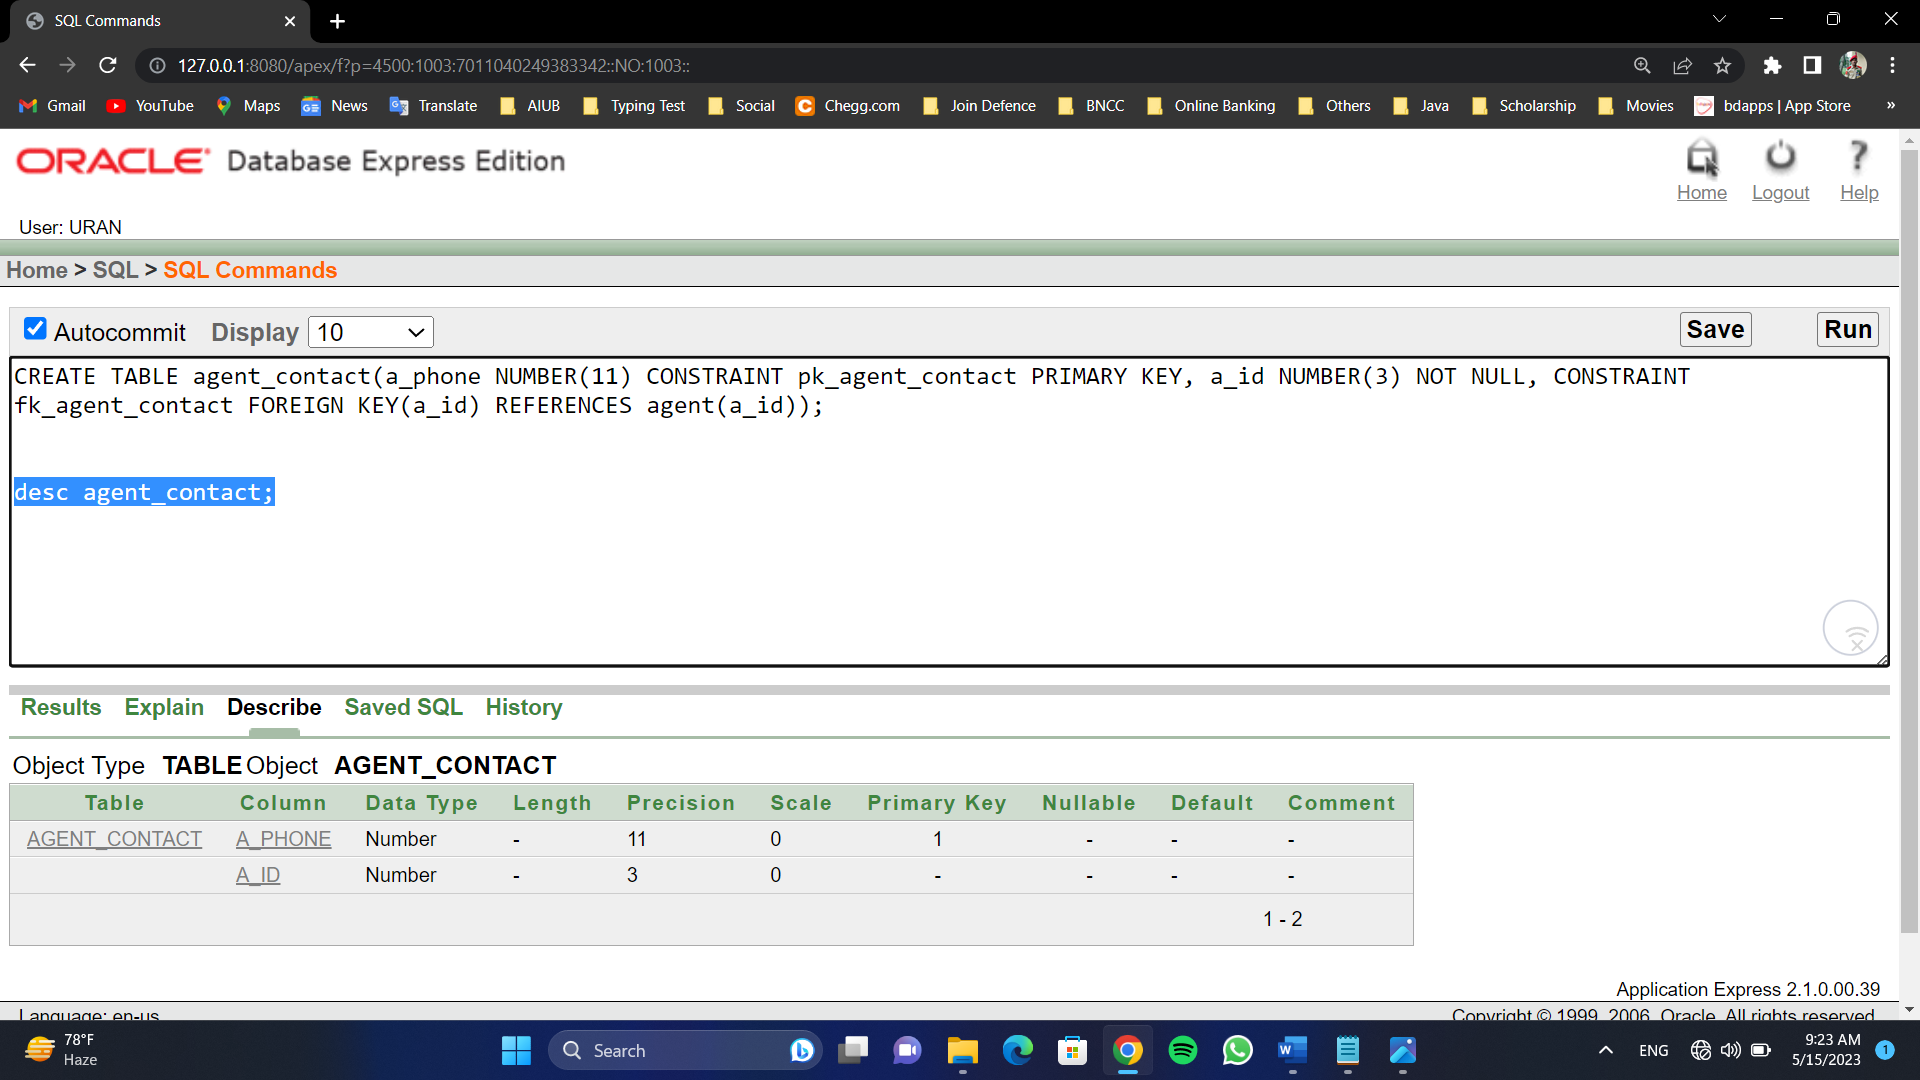 SQL Commands
127.0.0.1:8080/apex/f?p=4500:1003:7011040249383342::NO:1003::
Gmail YouTube Maps News Translate AIUB Typing Test Social Chegg.com Join Defence BNCC Online Banking Others Java Scholarship Movies bdapps | App Store »
ORACLE Database Express Edition
Home Logout Help
User: URAN
Home > SQL > SQL Commands
Autocommit Display 10 Save Run
CREATE TABLE agent_contact(a_phone NUMBER(11) CONSTRAINT pk_agent_contact PRIMARY KEY, a_id NUMBER(3) NOT NULL, CONSTRAINT
fk_agent_contact FOREIGN KEY(a_id) REFERENCES agent(a_id));
desc agent_contact;
Results Explain Describe Saved SQL History
Object Type TABLE Object AGENT_CONTACT
Table Column Data Type Length Precision Scale Primary Key Nullable Default Comment
AGENT_CONTACT A_PHONE Number - 11 0 1 - - -
A_ID Number - 3 0 - - - -
1 - 2
Application Express 2.1.0.00.39
Language: en-us Copyright © 1999, 2006, Oracle. All rights reserved.
78°F
Haze
Search
ENG
9:23 AM
5/15/2023
1